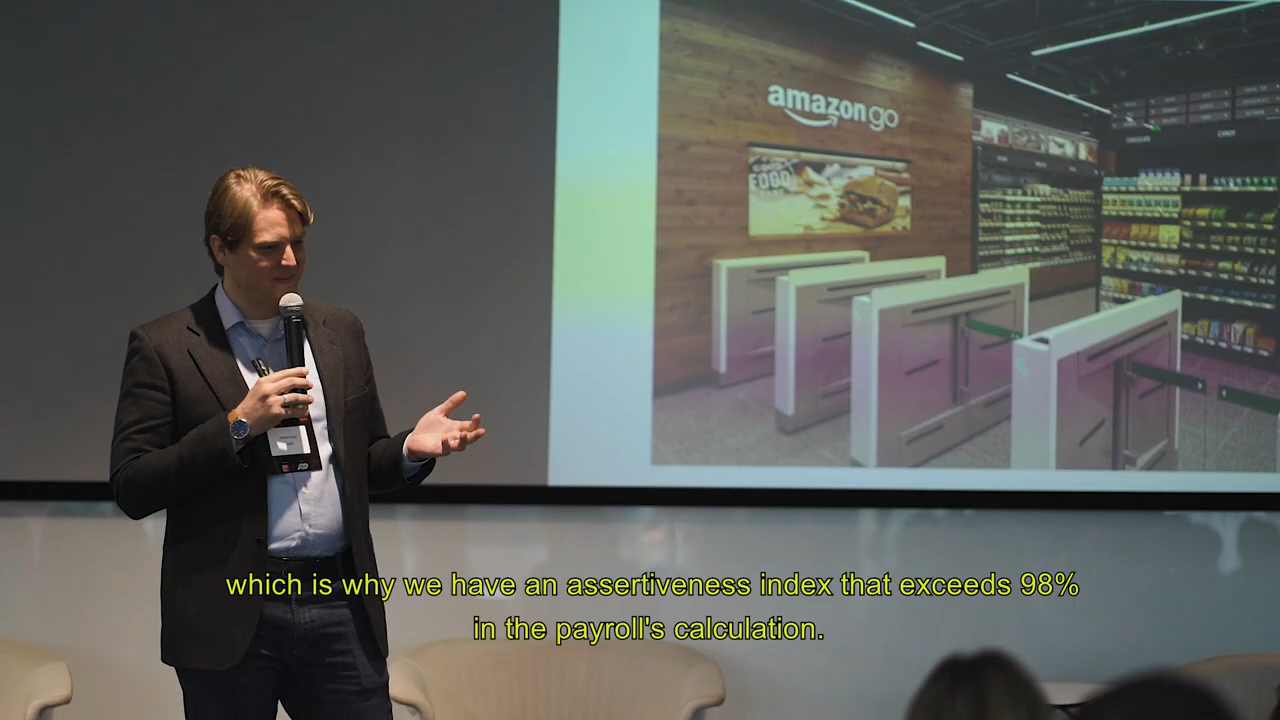 amazon go
FOOD
which is why we have an assertiveness index that exceeds 98%
in the payroll's calculation.